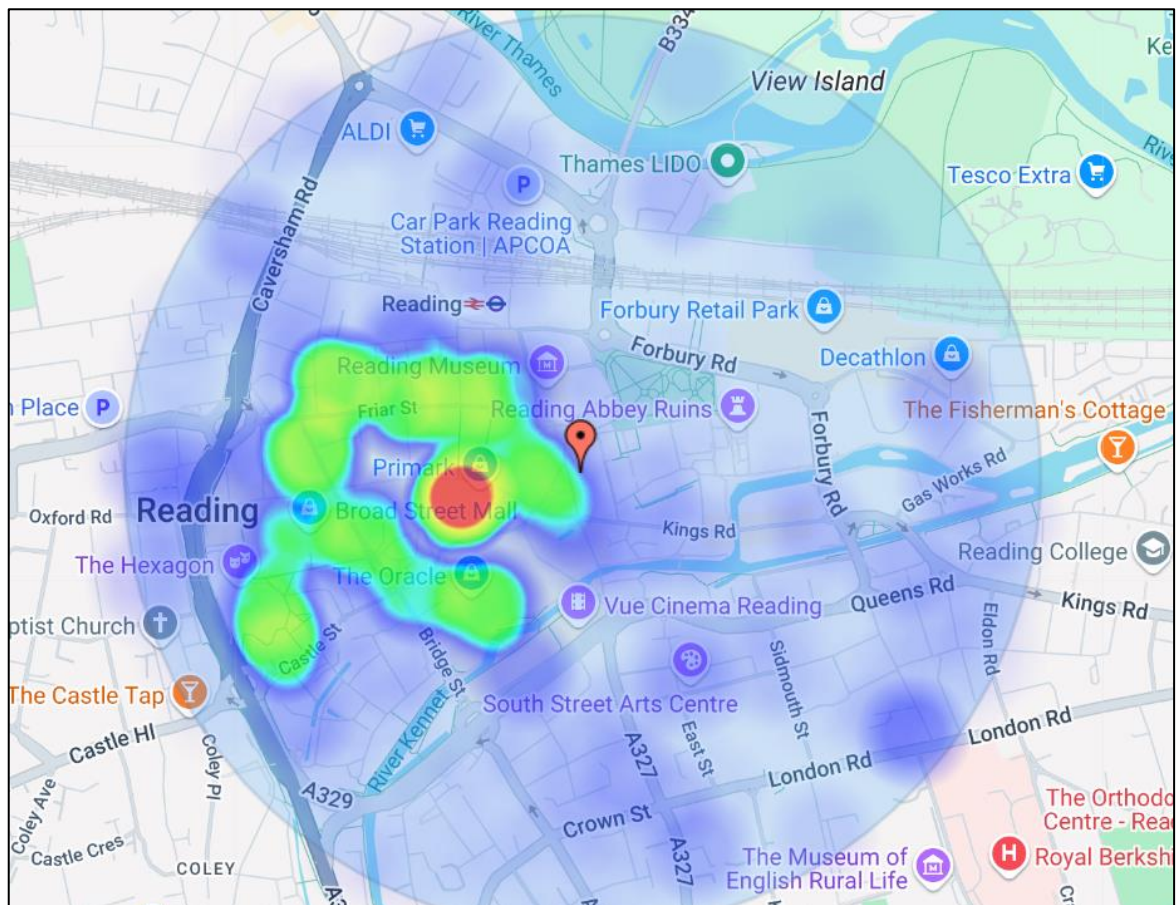 River Thames
B334
View Island
Ke
ALDI
Thames LIDO
River
Tesco Extra
Car Park Reading
Station | APCOA
Caversham Rd
Reading
Forbury Retail Park
Reading Museum
Forbury Rd
Decathlon
n Place
Friar St
Reading Abbey Ruins
The Fisherman's Cottage
Primark
Forbury Rd
Gas Works Rd
Oxford Rd
Reading
Broad Street Mall
Kings Rd
The Hexagon
The Oracle
Reading College
Vue Cinema Reading
Queens Rd
Kings Rd
ptist Church
Castle St
Bridge St
Eldon Rd
Sidmouth St
The Castle Tap
South Street Arts Centre
Castle Hl
River Kennet
A327
East St
London Rd
London Rd
Coley Pl
A329
Crown St
Coley Ave
Castle Cres
COLEY
A327
The Museum of
English Rural Life
The Orthodo
Centre - Rea
Royal Berkshi
A3
Cr